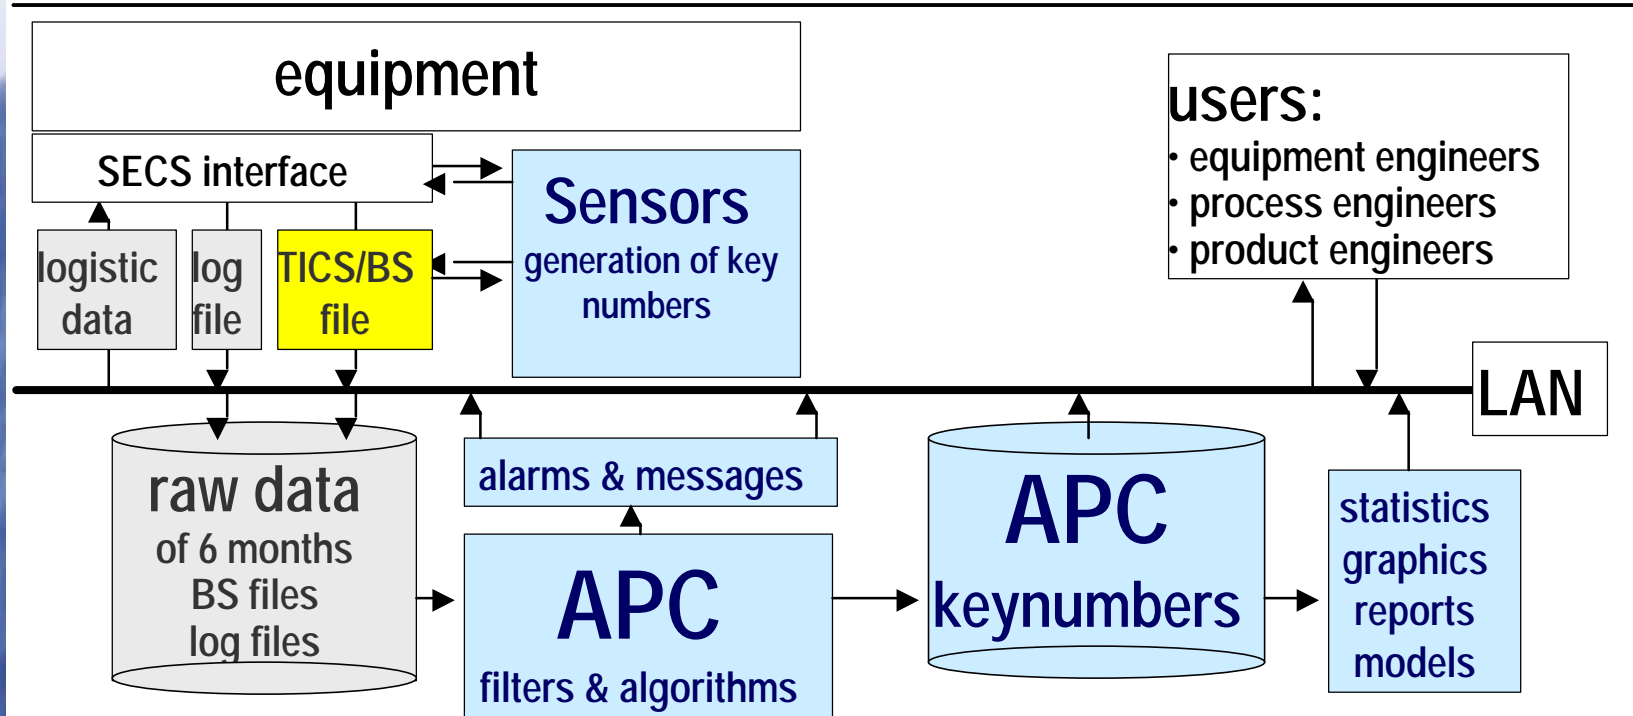 equipment
SECS interface
Sensors
generation of key
numbers
logistic
data
log
file
TICS/BS
file
users:
• equipment engineers
• process engineers
• product engineers
LAN
raw data
of 6 months
BS files
log files
alarms & messages
APC
filters & algorithms
APC
keynumbers
statistics
graphics
reports
models